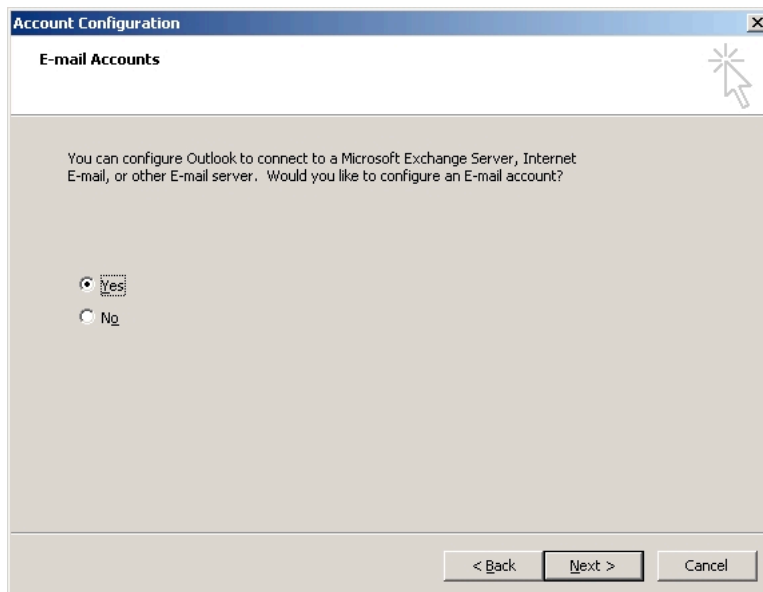 Account Configuration
E-mail Accounts
You can configure Outlook to connect to a Microsoft Exchange Server, Internet
E-mail, or other E-mail server.  Would you like to configure an E-mail account?
Yes
No
< Back
Next >
Cancel